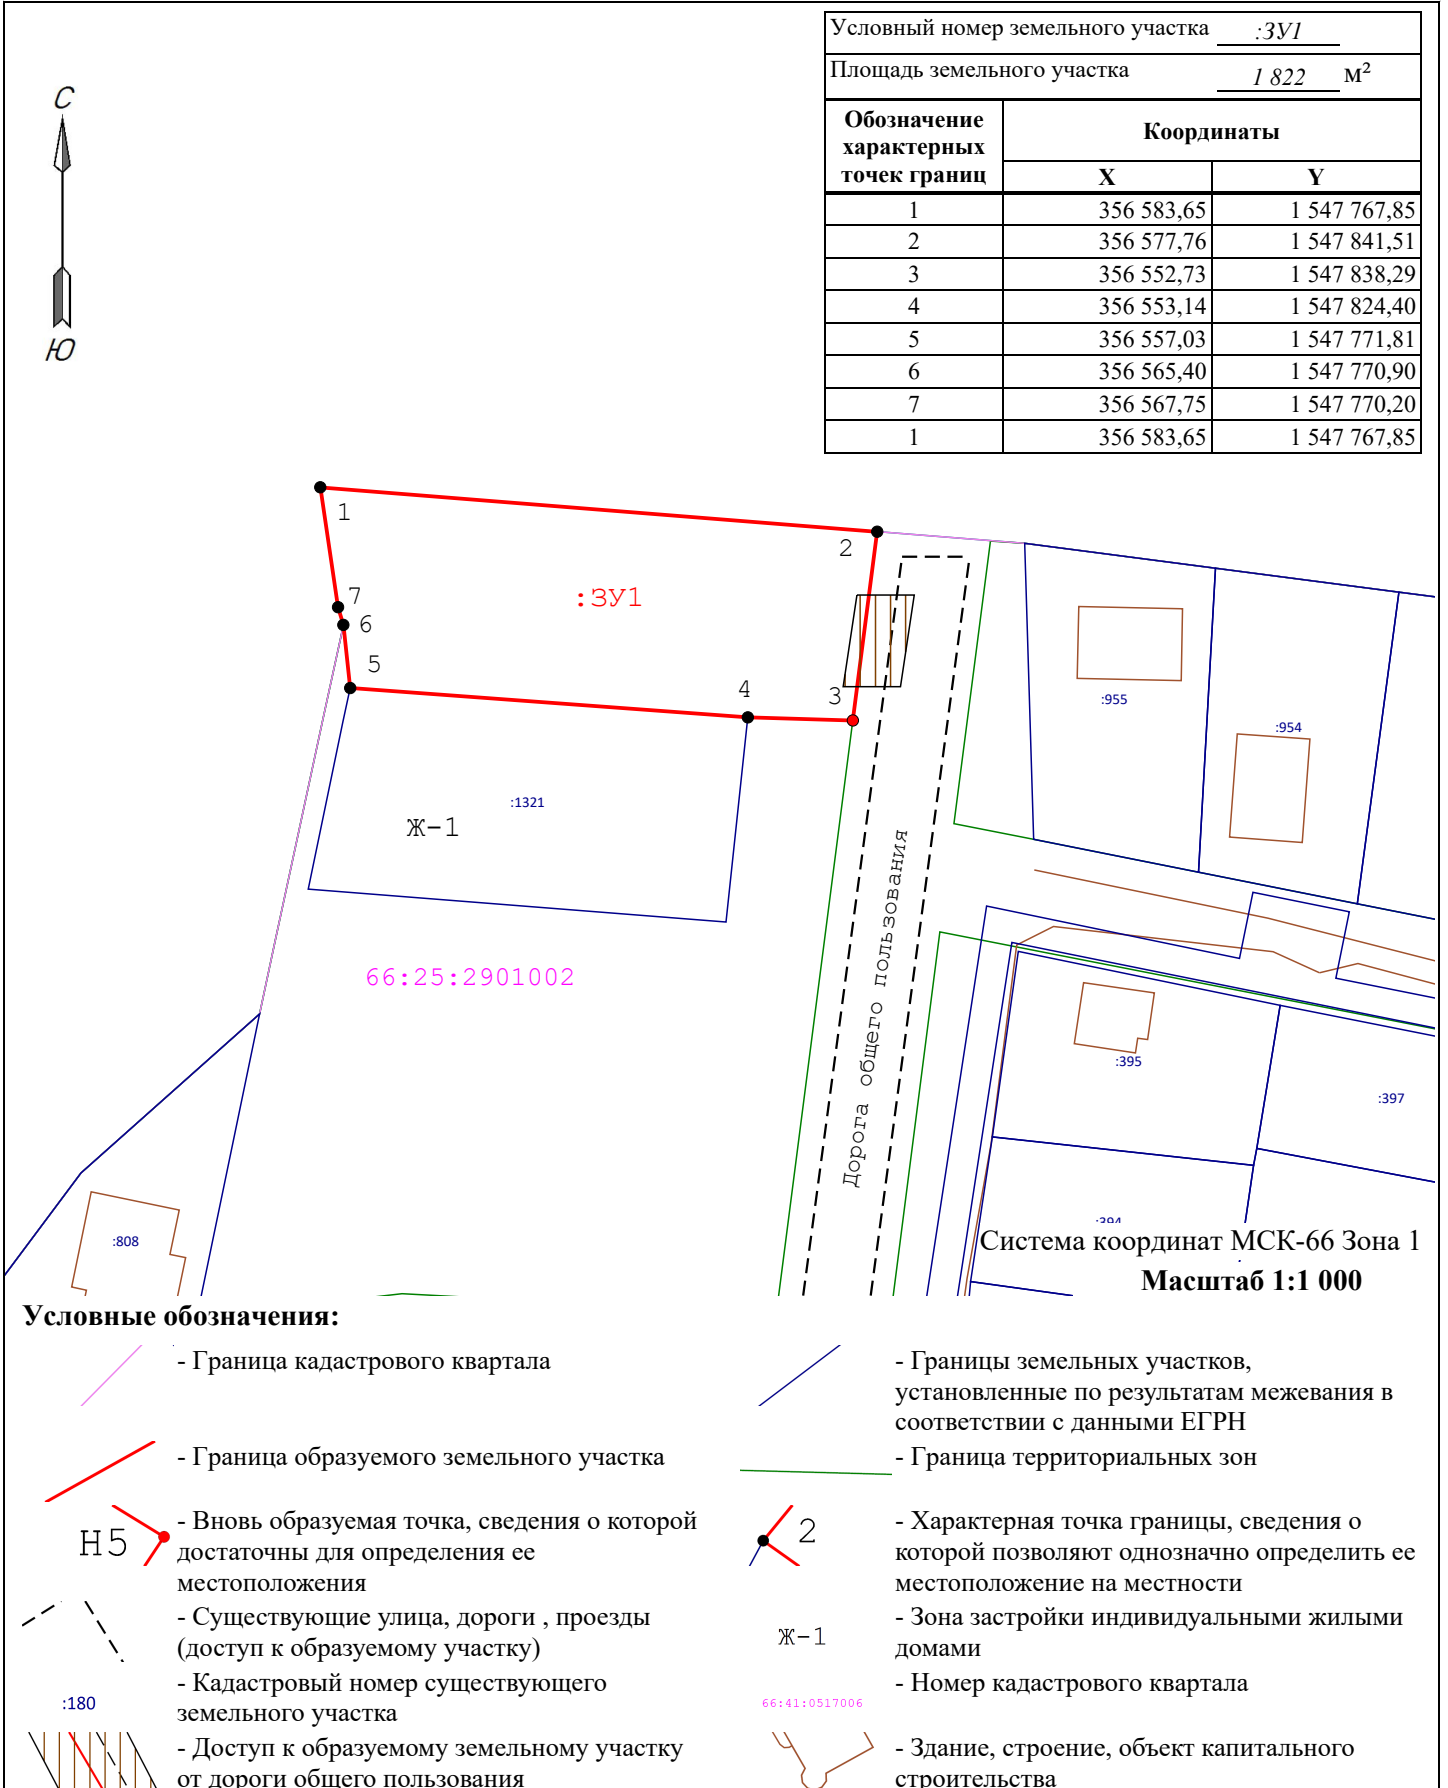 Условный номер земельного участка :ЗУ1
Площадь земельного участка 1 822 м²
Обозначение характерных точек границ
Координаты
X Y
1 356 583,65 1 547 767,85
2 356 577,76 1 547 841,51
3 356 552,73 1 547 838,29
4 356 553,14 1 547 824,40
5 356 557,03 1 547 771,81
6 356 565,40 1 547 770,90
7 356 567,75 1 547 770,20
1 356 583,65 1 547 767,85
С
Ю
1
2
:ЗУ1
7
6
5
4
3
:955
:954
:1321
Ж-1
Дорога общего пользования
66:25:2901002
:395
:397
:394
:808
Система координат МСК-66 Зона 1
Масштаб 1:1 000
Условные обозначения:
- Граница кадастрового квартала
- Границы земельных участков,
установленные по результатам межевания в
соответствии с данными ЕГРН
- Граница образуемого земельного участка
- Граница территориальных зон
Н5
- Вновь образуемая точка, сведения о которой
достаточны для определения ее
местоположения
2
- Характерная точка границы, сведения о
которой позволяют однозначно определить ее
местоположение на местности
- Существующие улица, дороги , проезды
(доступ к образуемому участку)
Ж-1
- Зона застройки индивидуальными жилыми
домами
:180
- Кадастровый номер существующего
земельного участка
66:41:0517006
- Номер кадастрового квартала
- Доступ к образуемому земельному участку
от дороги общего пользования
- Здание, строение, объект капитального
строительства